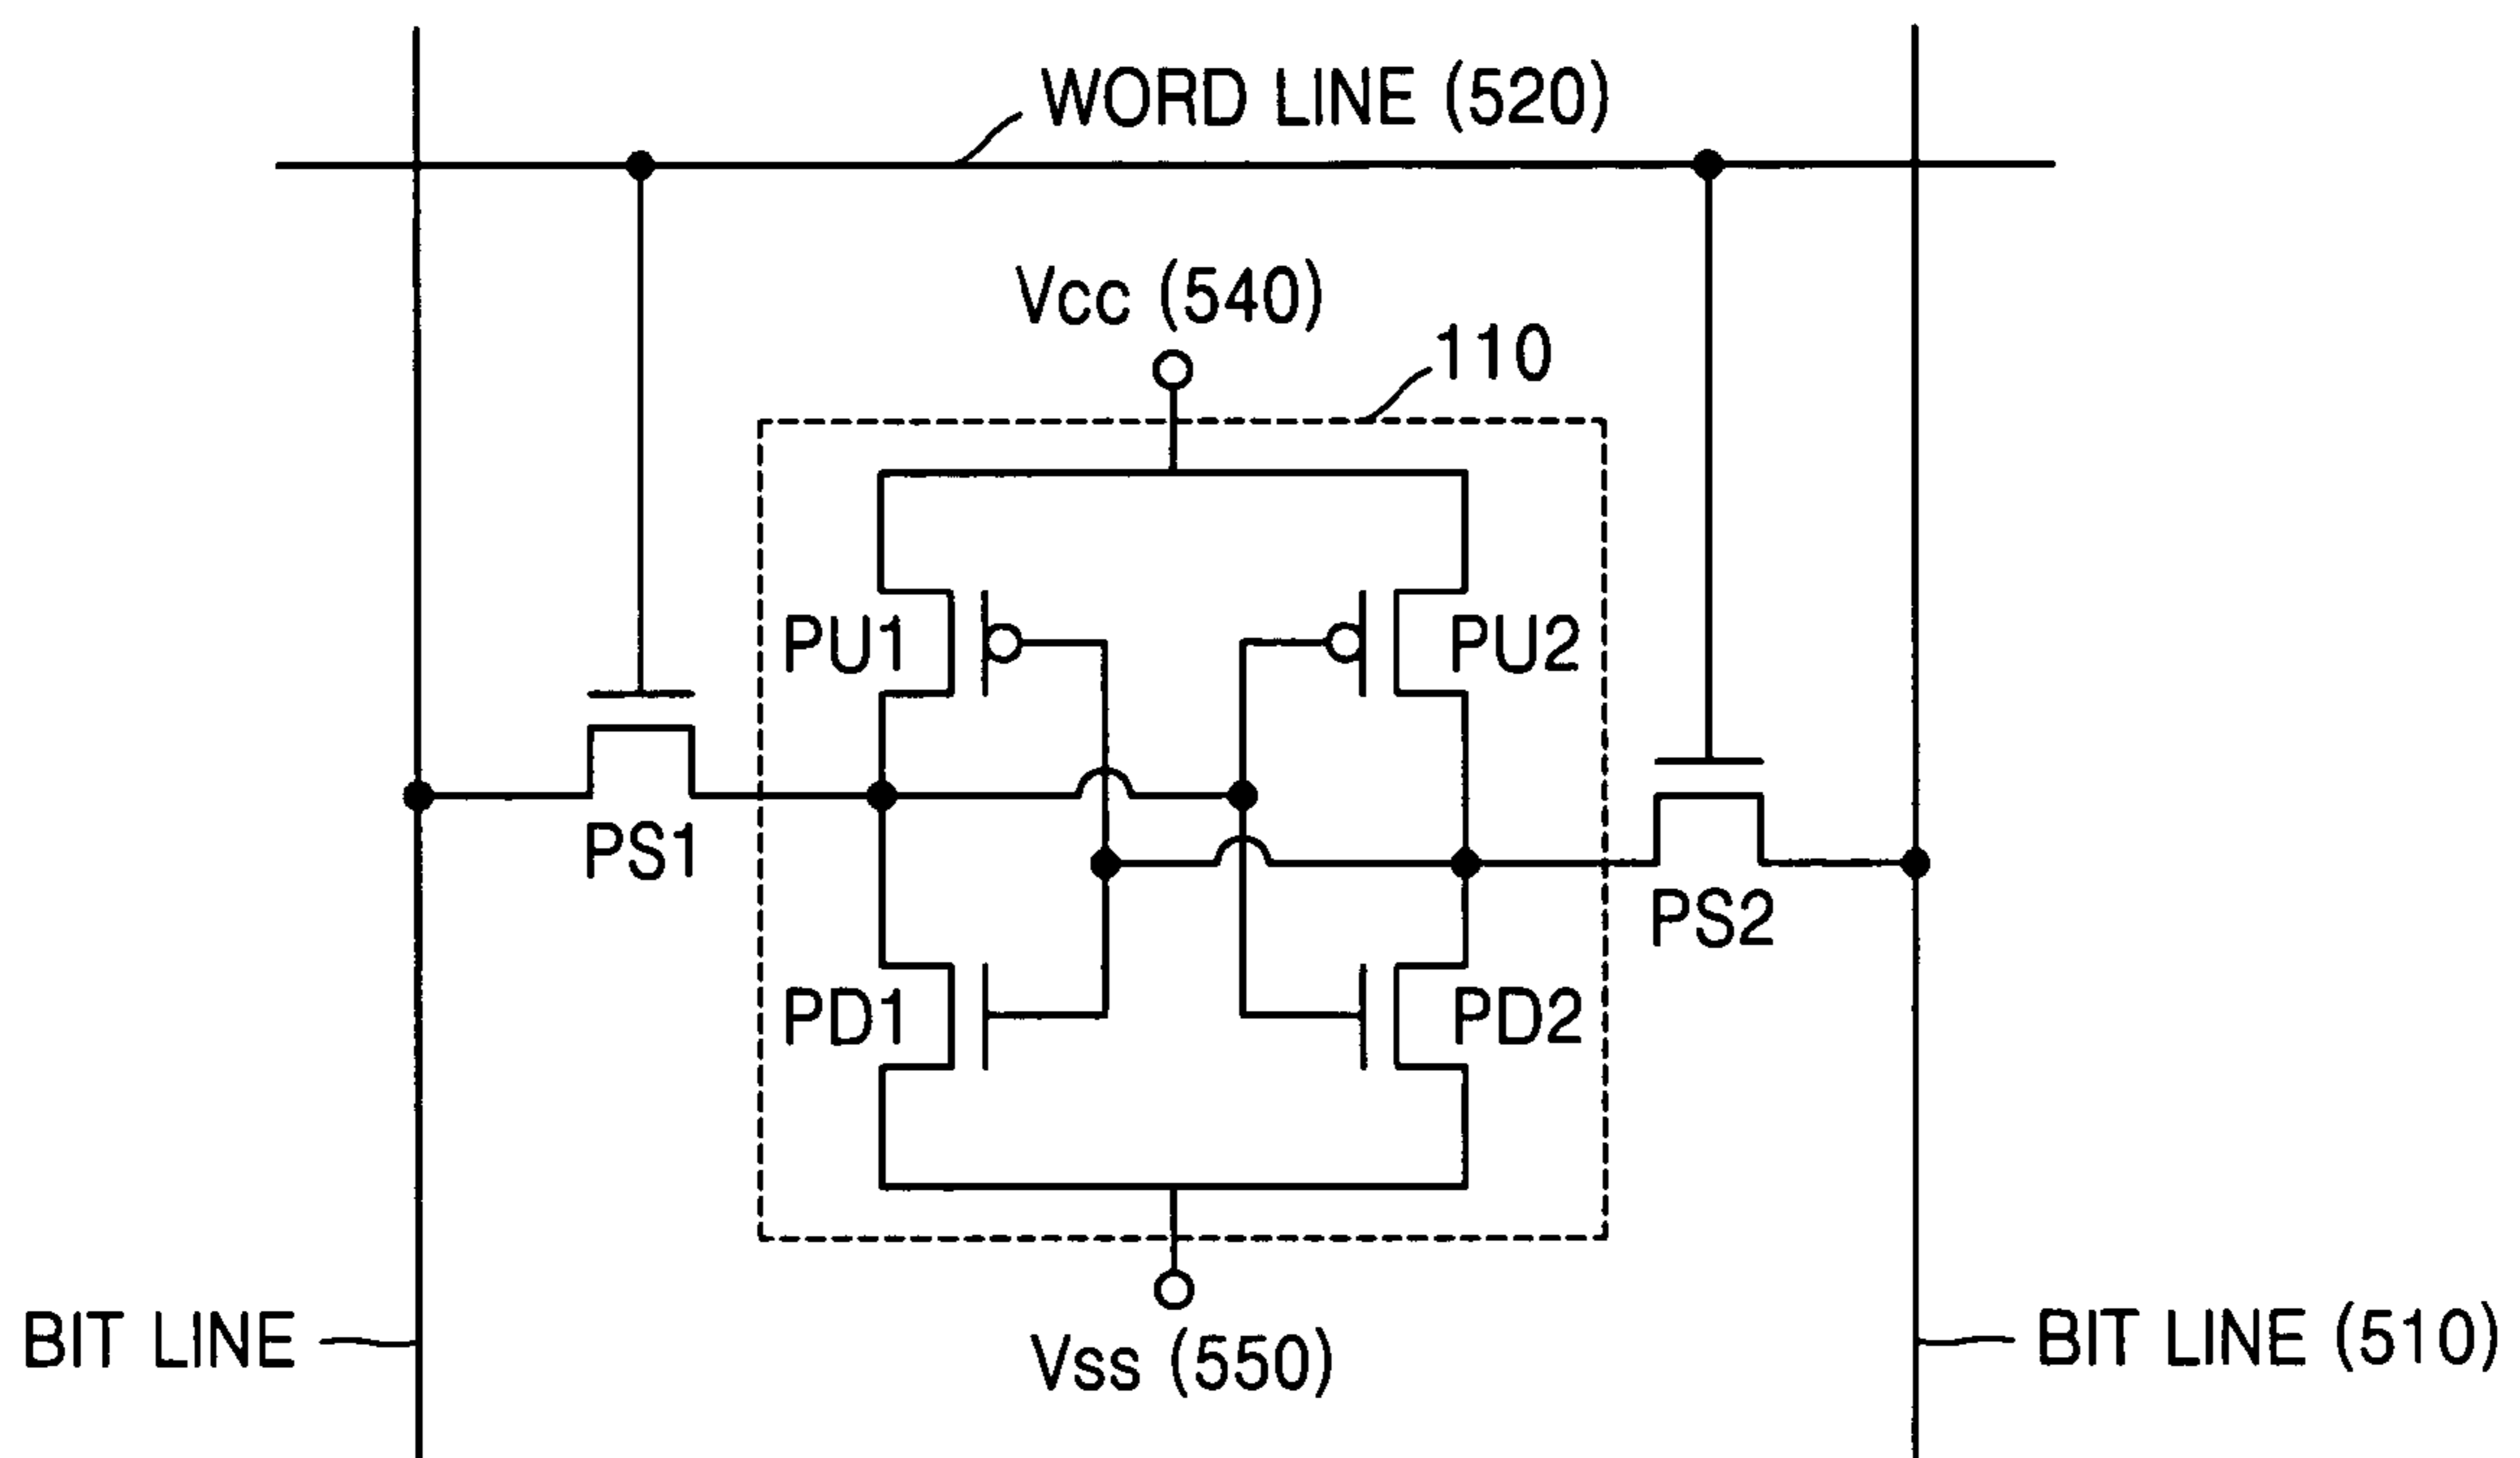 WORD LINE (520)
Vcc (540)
110
PU1
PU2
PS1
PS2
PD1
PD2
BIT LINE
Vss (550)
BIT LINE (510)